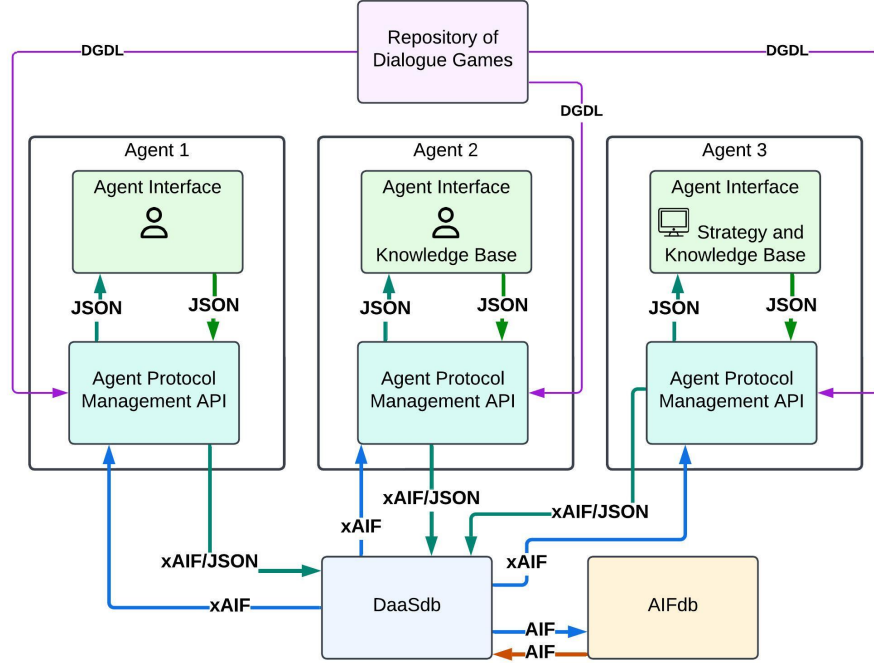 Repository of
Dialogue Games
DGDL
DGDL
DGDL
Agent 1
Agent 2
Agent 3
Agent Interface
Agent Interface
Knowledge Base
Agent Interface
Strategy and
Knowledge Base
JSON
JSON
JSON
JSON
JSON
JSON
Agent Protocol
Management API
Agent Protocol
Management API
Agent Protocol
Management API
xAIF/JSON
xAIF/JSON
xAIF
xAIF/JSON
xAIF
xAIF
DaaSdb
AIFdb
AIF
AIF